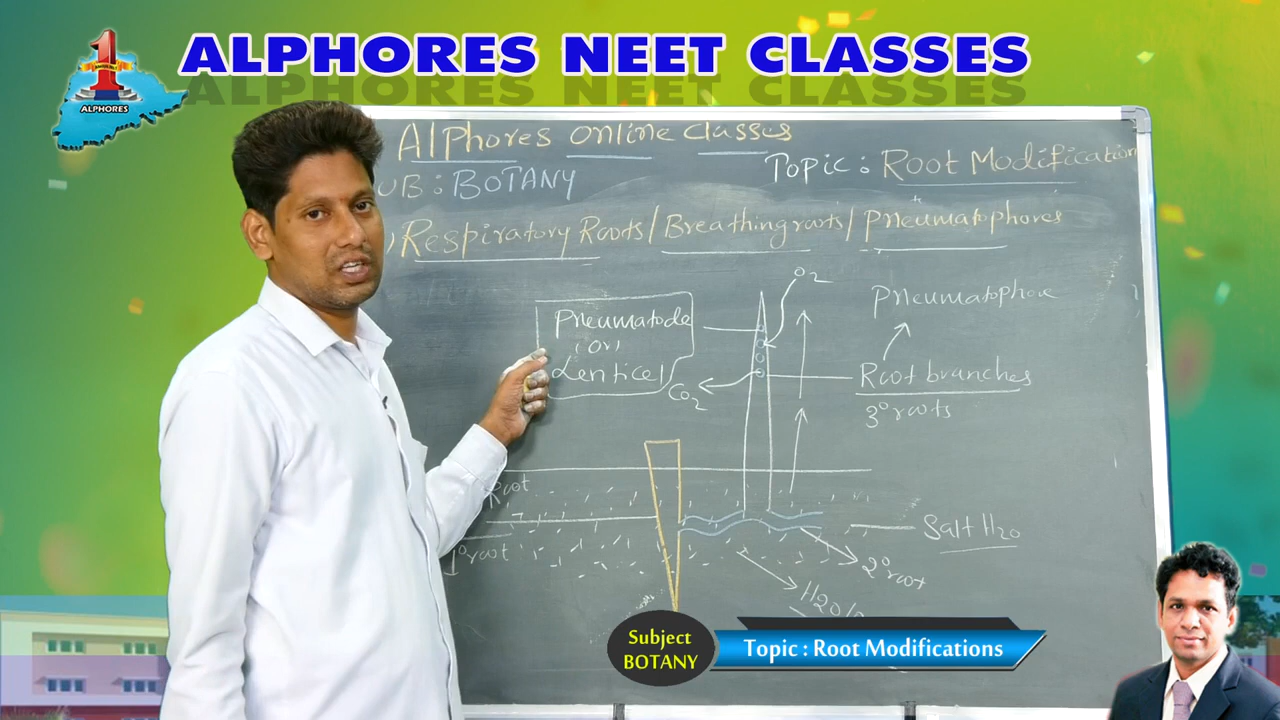 ALPHORES NEET CLASSES
1
ALPHORES
Alphores online classes
UB : BOTANY
Topic : Root Modification
Respiratory Roots / Breathing roots / Pneumatophores
O2
Pneumatophore
Pneumatode
(or)
Lenticel
CO2
Root branches
3° roots
root
Salt H2O
1° root
2° root
H2O
Subject
BOTANY
Topic : Root Modifications